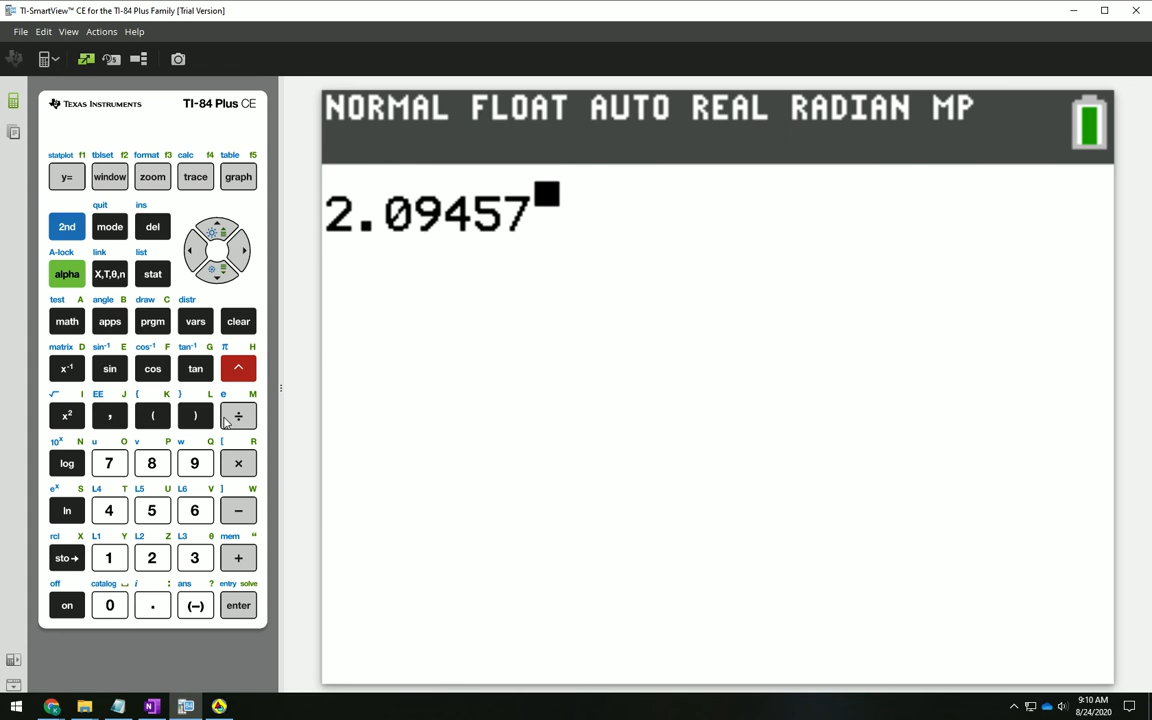 TI-SmartView™ CE for the TI-84 Plus Family [Trial Version]
File Edit View Actions Help
TEXAS INSTRUMENTS TI-84 Plus CE
statplot f1 tblset f2 format f3 calc f4 table f5
y= window zoom trace graph
quit ins
2nd mode del
A-lock link list
alpha X,T,θ,n stat
test A angle B draw C distr
math apps prgm vars clear
matrix D sin⁻¹ E cos⁻¹ F tan⁻¹ G π H
x⁻¹ sin cos tan ^
√ I EE J { K } L e M
x² , ( ) ÷
10ˣ N u O v P w Q [ R
log 7 8 9 ×
eˣ S L4 T L5 U L6 V ] W
ln 4 5 6 −
rcl X L1 Y L2 Z L3 θ mem "
sto→ 1 2 3 +
off catalog ⎵ i : ans ? entry solve
on 0 . (−) enter
NORMAL FLOAT AUTO REAL RADIAN MP
2.09457
9:10 AM
8/24/2020